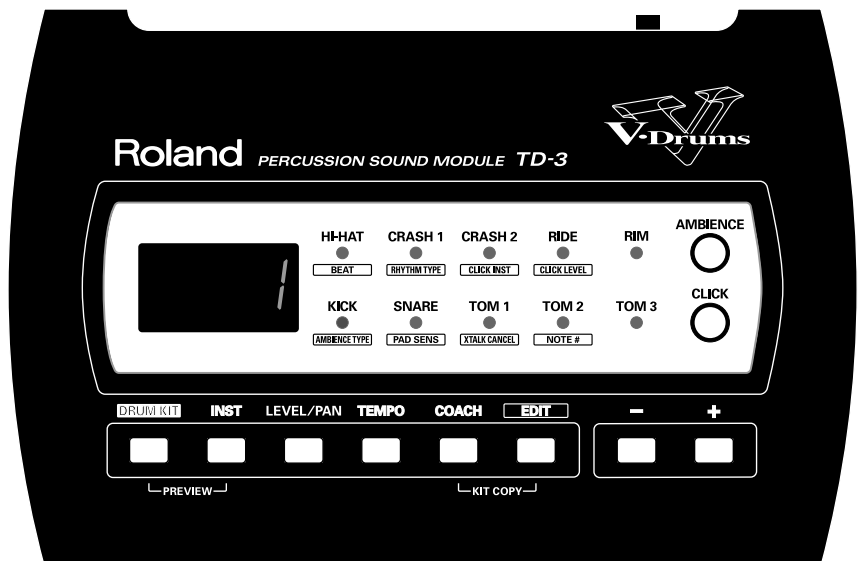 V-Drums
Roland PERCUSSION SOUND MODULE TD-3
HI-HAT CRASH 1 CRASH 2 RIDE RIM AMBIENCE
BEAT RHYTHM TYPE CLICK INST CLICK LEVEL
1
CLICK
KICK SNARE TOM 1 TOM 2 TOM 3
AMBIENCE TYPE PAD SENS XTALK CANCEL NOTE #
DRUM KIT INST LEVEL/PAN TEMPO COACH EDIT − +
PREVIEW KIT COPY